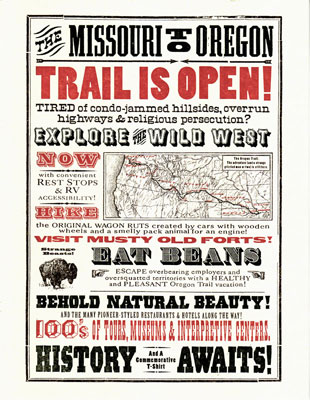 THE MISSOURI TO OREGON
TRAIL IS OPEN!
TIRED of condo-jammed hillsides, overrun
highways & religious persecution?
EXPLORE THE WILD WEST
NOW
with convenient
REST STOPS
& RV
ACCESSIBILITY!
HIKE
The Oregon Trail
the ORIGINAL WAGON RUTS created by cars with wooden
wheels and a smelly pack animal for an engine!
VISIT MUSTY OLD FORTS!
Strange
Beasts!
EAT BEANS
ESCAPE overbearing employers and
oversquatted territories with a HEALTHY
and PLEASANT Oregon Trail vacation!
BEHOLD NATURAL BEAUTY!
AND THE MANY PIONEER-STYLED RESTAURANTS & HOTELS ALONG THE WAY!
100's OF TOURS, MUSEUMS & INTERPRETIVE CENTERS.
HISTORY And A Commemorative T-Shirt AWAITS!